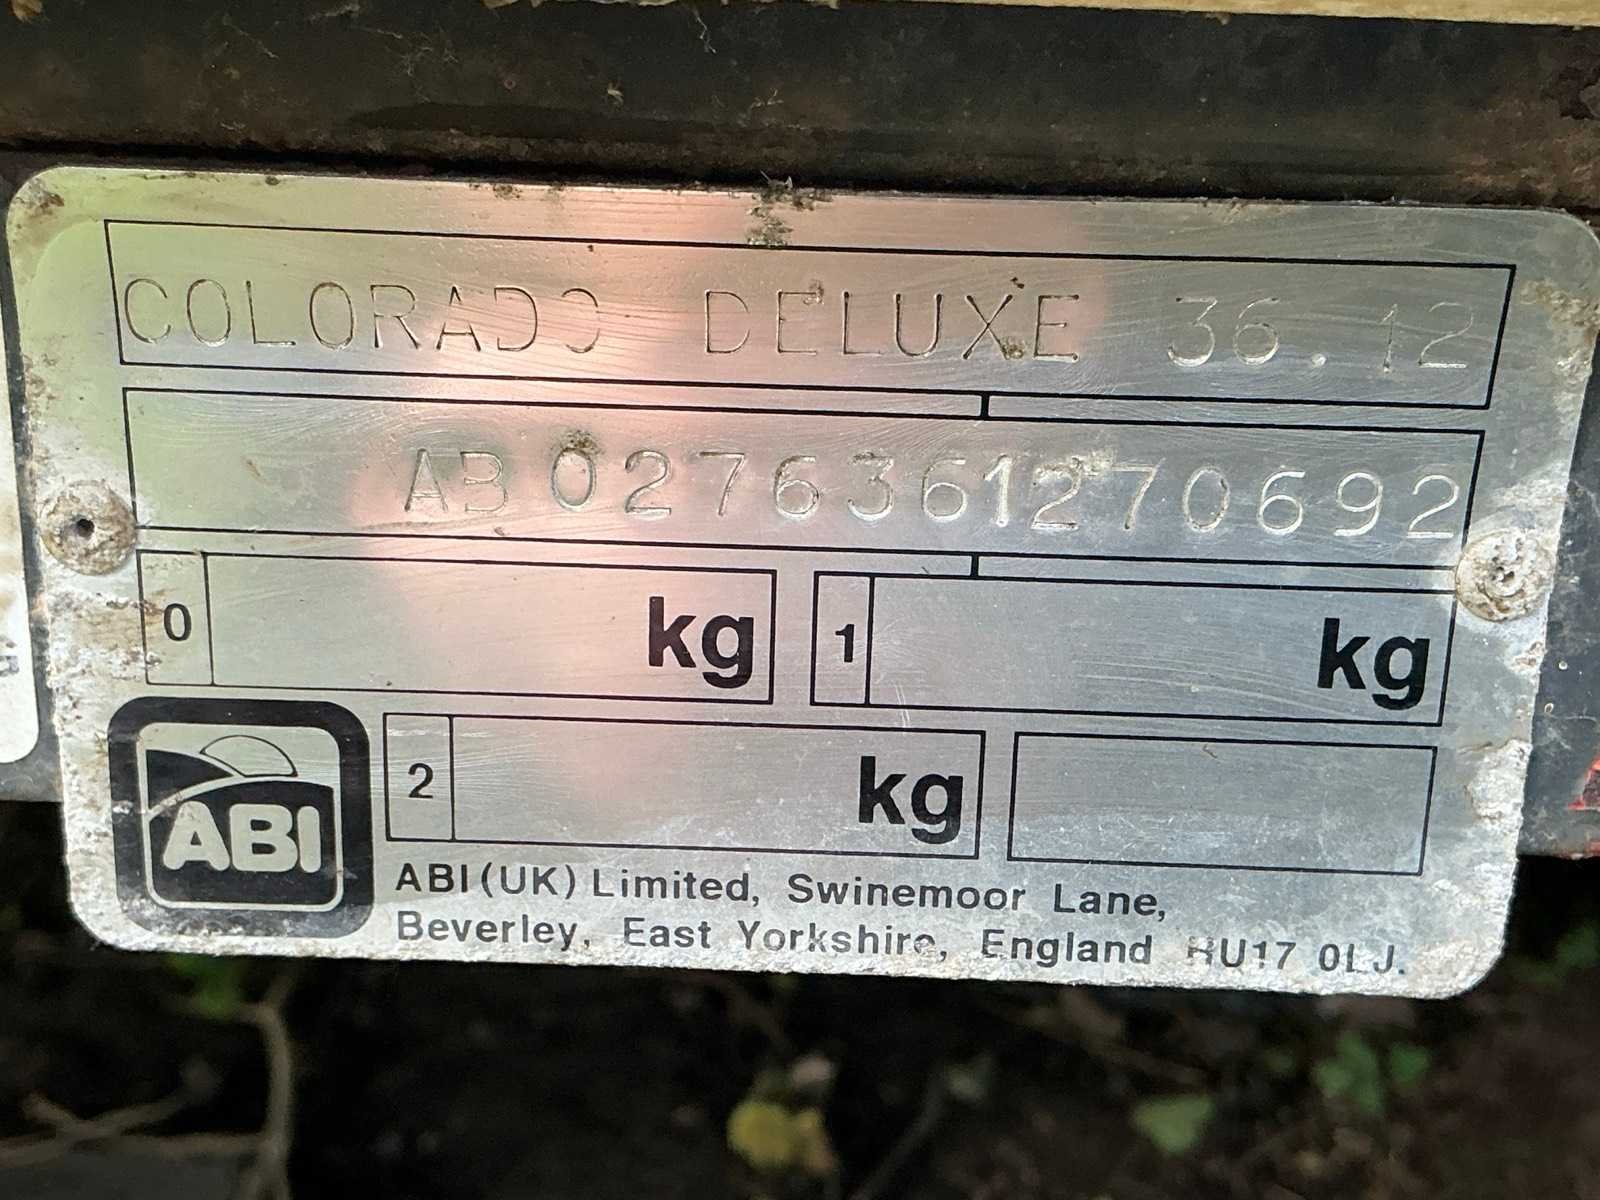 COLORADO DELUXE 36.12
AB0276361270692
0 kg 1 kg
2 kg
ABI
ABI (UK) Limited, Swinemoor Lane,
Beverley, East Yorkshire, England HU17 0LJ.